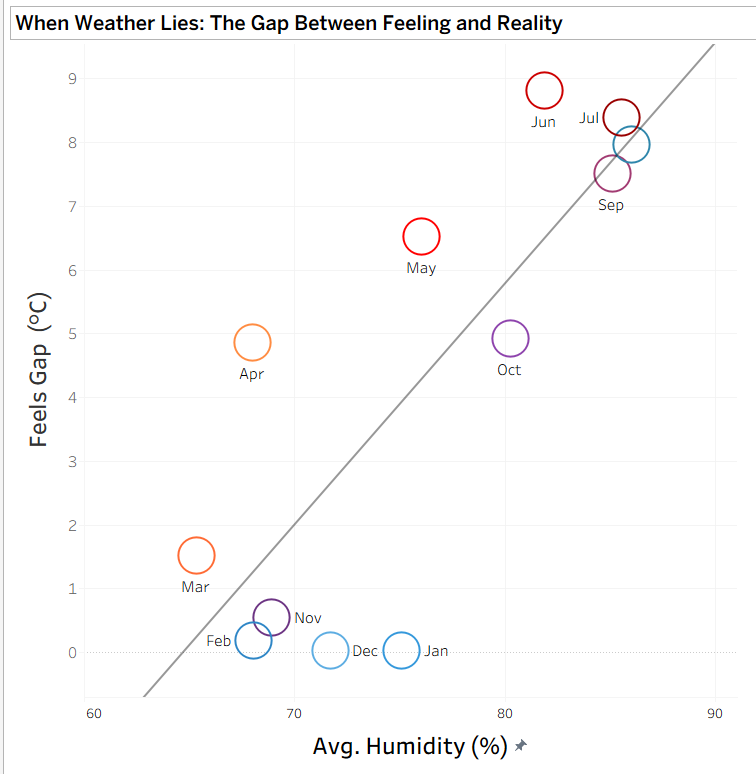 When Weather Lies: The Gap Between Feeling and Reality
9
Jun
Jul
8
Sep
7
May
6
5
Oct
Apr
4
Feels Gap (°C)
3
2
Mar
1
Nov
Feb
Dec
Jan
0
60
70
80
90
Avg. Humidity (%)